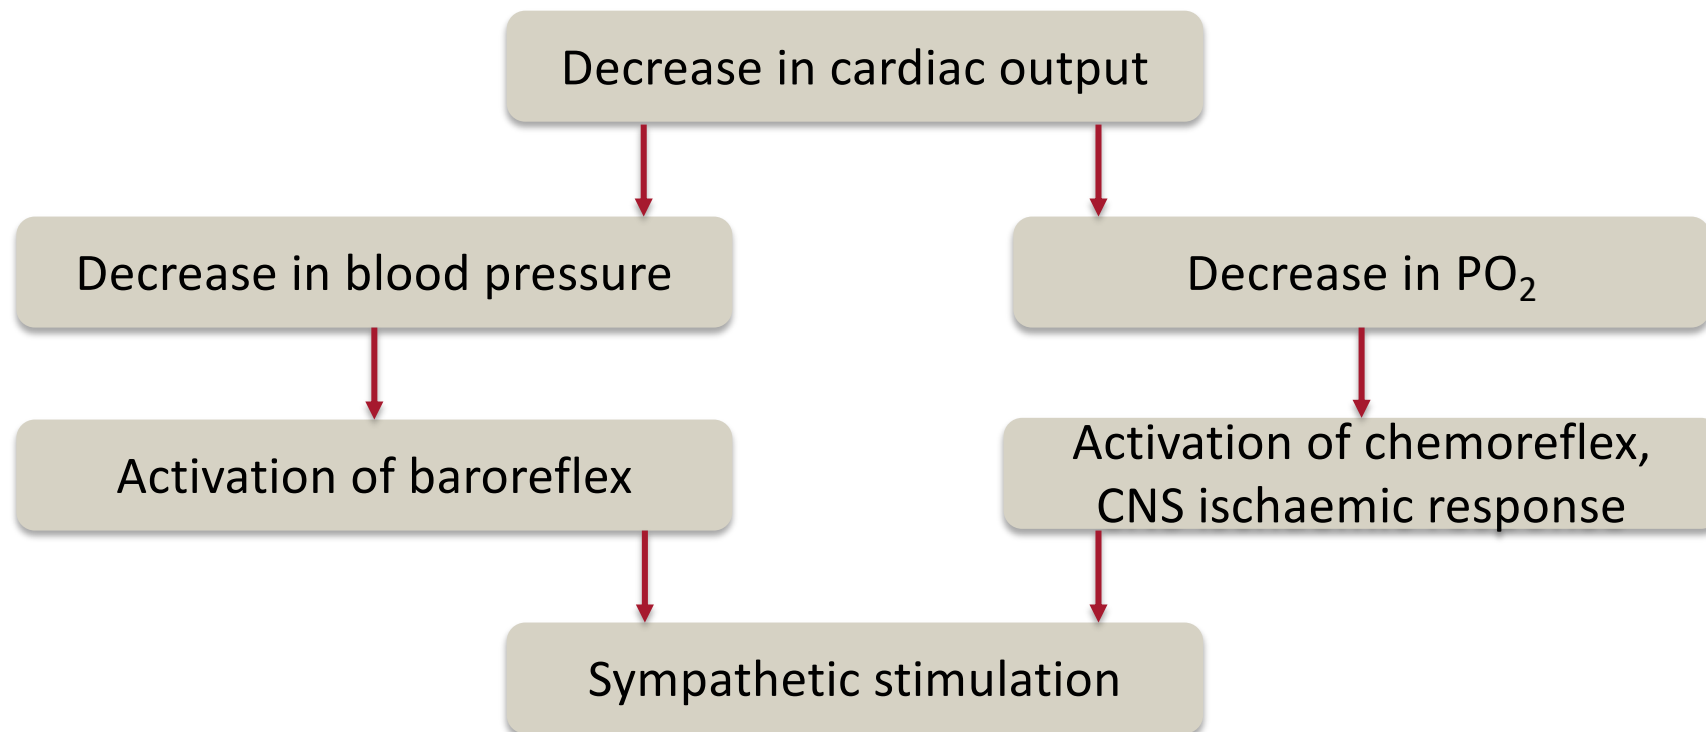 Decrease in cardiac output
Decrease in blood pressure
Decrease in PO₂
Activation of baroreflex
Activation of chemoreflex,
CNS ischaemic response
Sympathetic stimulation